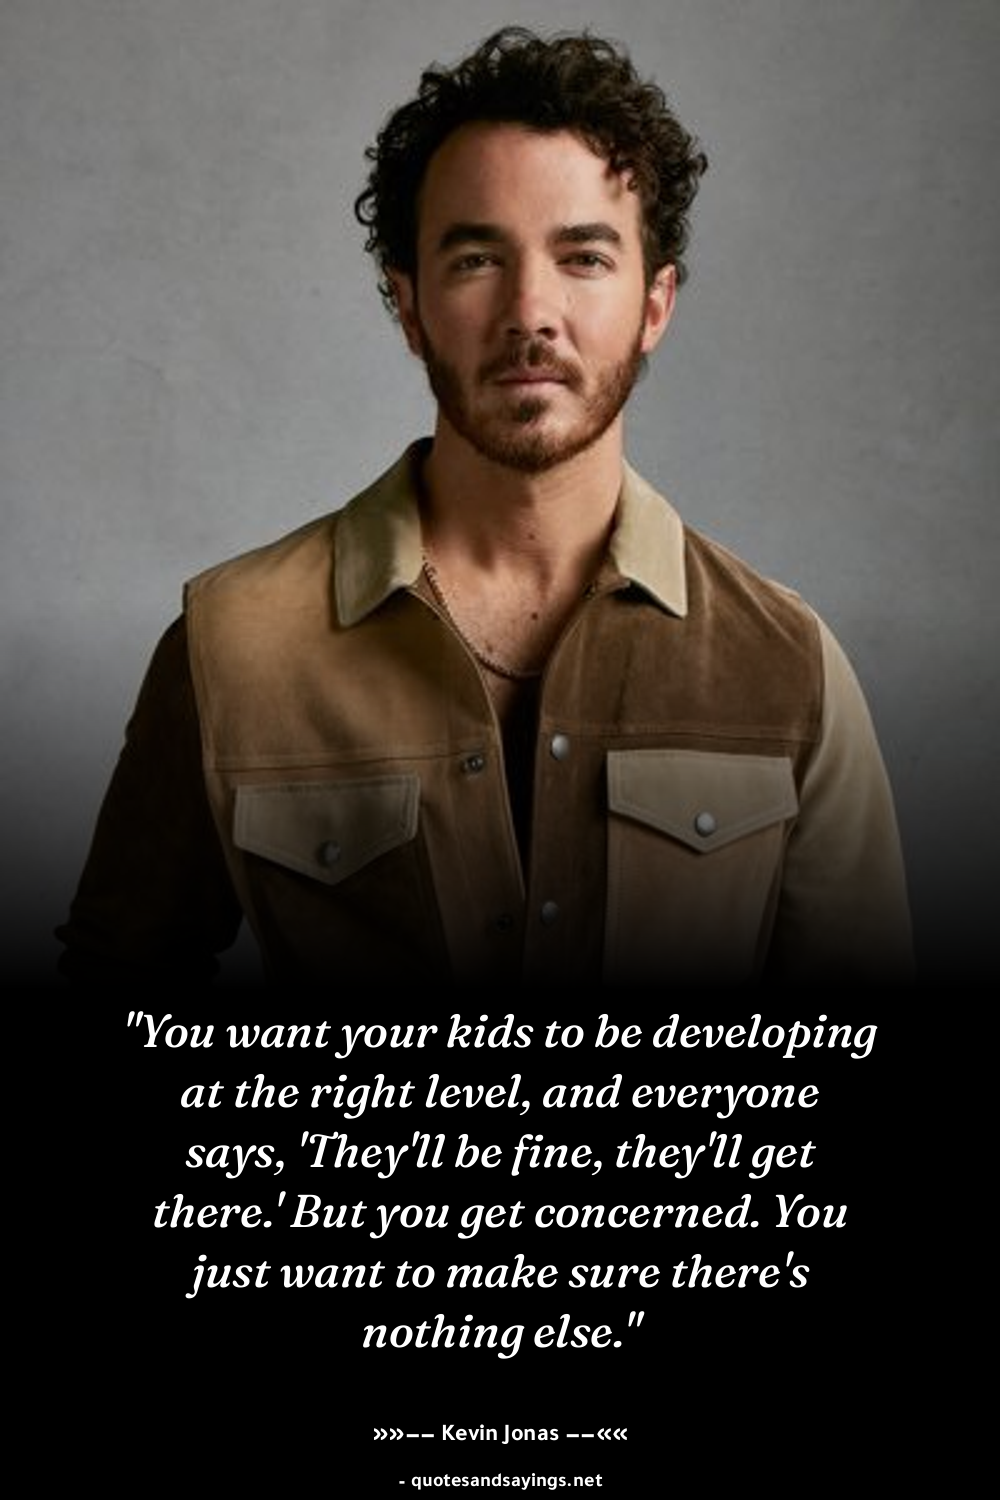 "You want your kids to be developing
at the right level, and everyone
says, 'They'll be fine, they'll get
there.' But you get concerned. You
just want to make sure there's
nothing else."
»»−− Kevin Jonas −−««
- quotesandsayings.net